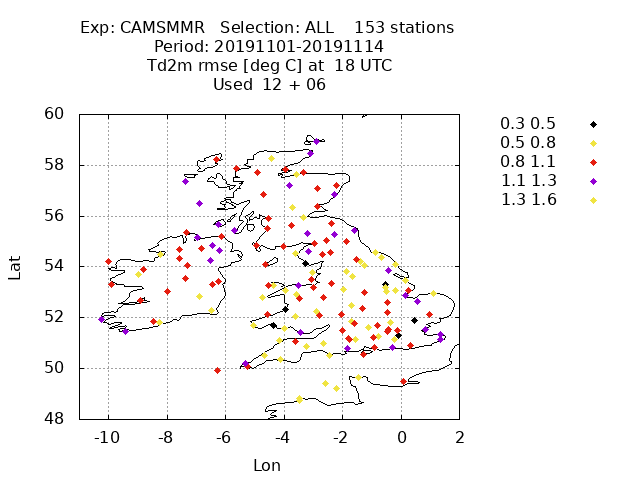 Exp: CAMSMMR   Selection: ALL    153 stations
Period: 20191101-20191114
Td2m rmse [deg C] at  18 UTC
Used  12 + 06
60
58
56
54
52
50
48
Lat
-10 -8 -6 -4 -2 0 2
Lon
0.3 0.5
0.5 0.8
0.8 1.1
1.1 1.3
1.3 1.6